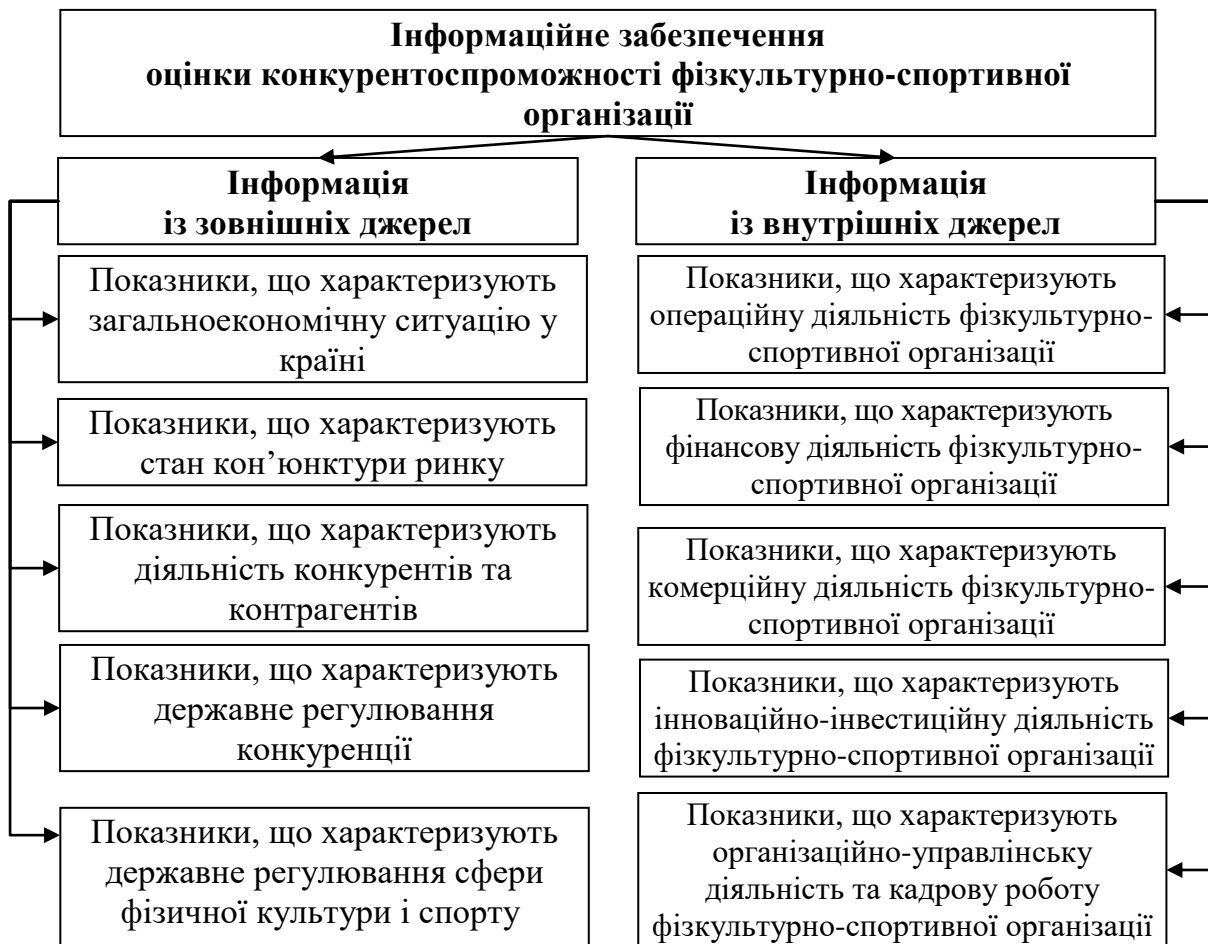 Інформаційне забезпечення
оцінки конкурентоспроможності фізкультурно-спортивної
організації
Інформація
із зовнішніх джерел
Показники, що характеризують
загальноекономічну ситуацію у
країні
Показники, що характеризують
стан кон’юнктури ринку
Показники, що характеризують
діяльність конкурентів та
контрагентів
Показники, що характеризують
державне регулювання
конкуренції
Показники, що характеризують
державне регулювання сфери
фізичної культури і спорту
Інформація
із внутрішніх джерел
Показники, що характеризують
операційну діяльність фізкультурно-
спортивної організації
Показники, що характеризують
фінансову діяльність фізкультурно-
спортивної організації
Показники, що характеризують
комерційну діяльність фізкультурно-
спортивної організації
Показники, що характеризують
інноваційно-інвестиційну діяльність
фізкультурно-спортивної організації
Показники, що характеризують
організаційно-управлінську
діяльність та кадрову роботу
фізкультурно-спортивної організації